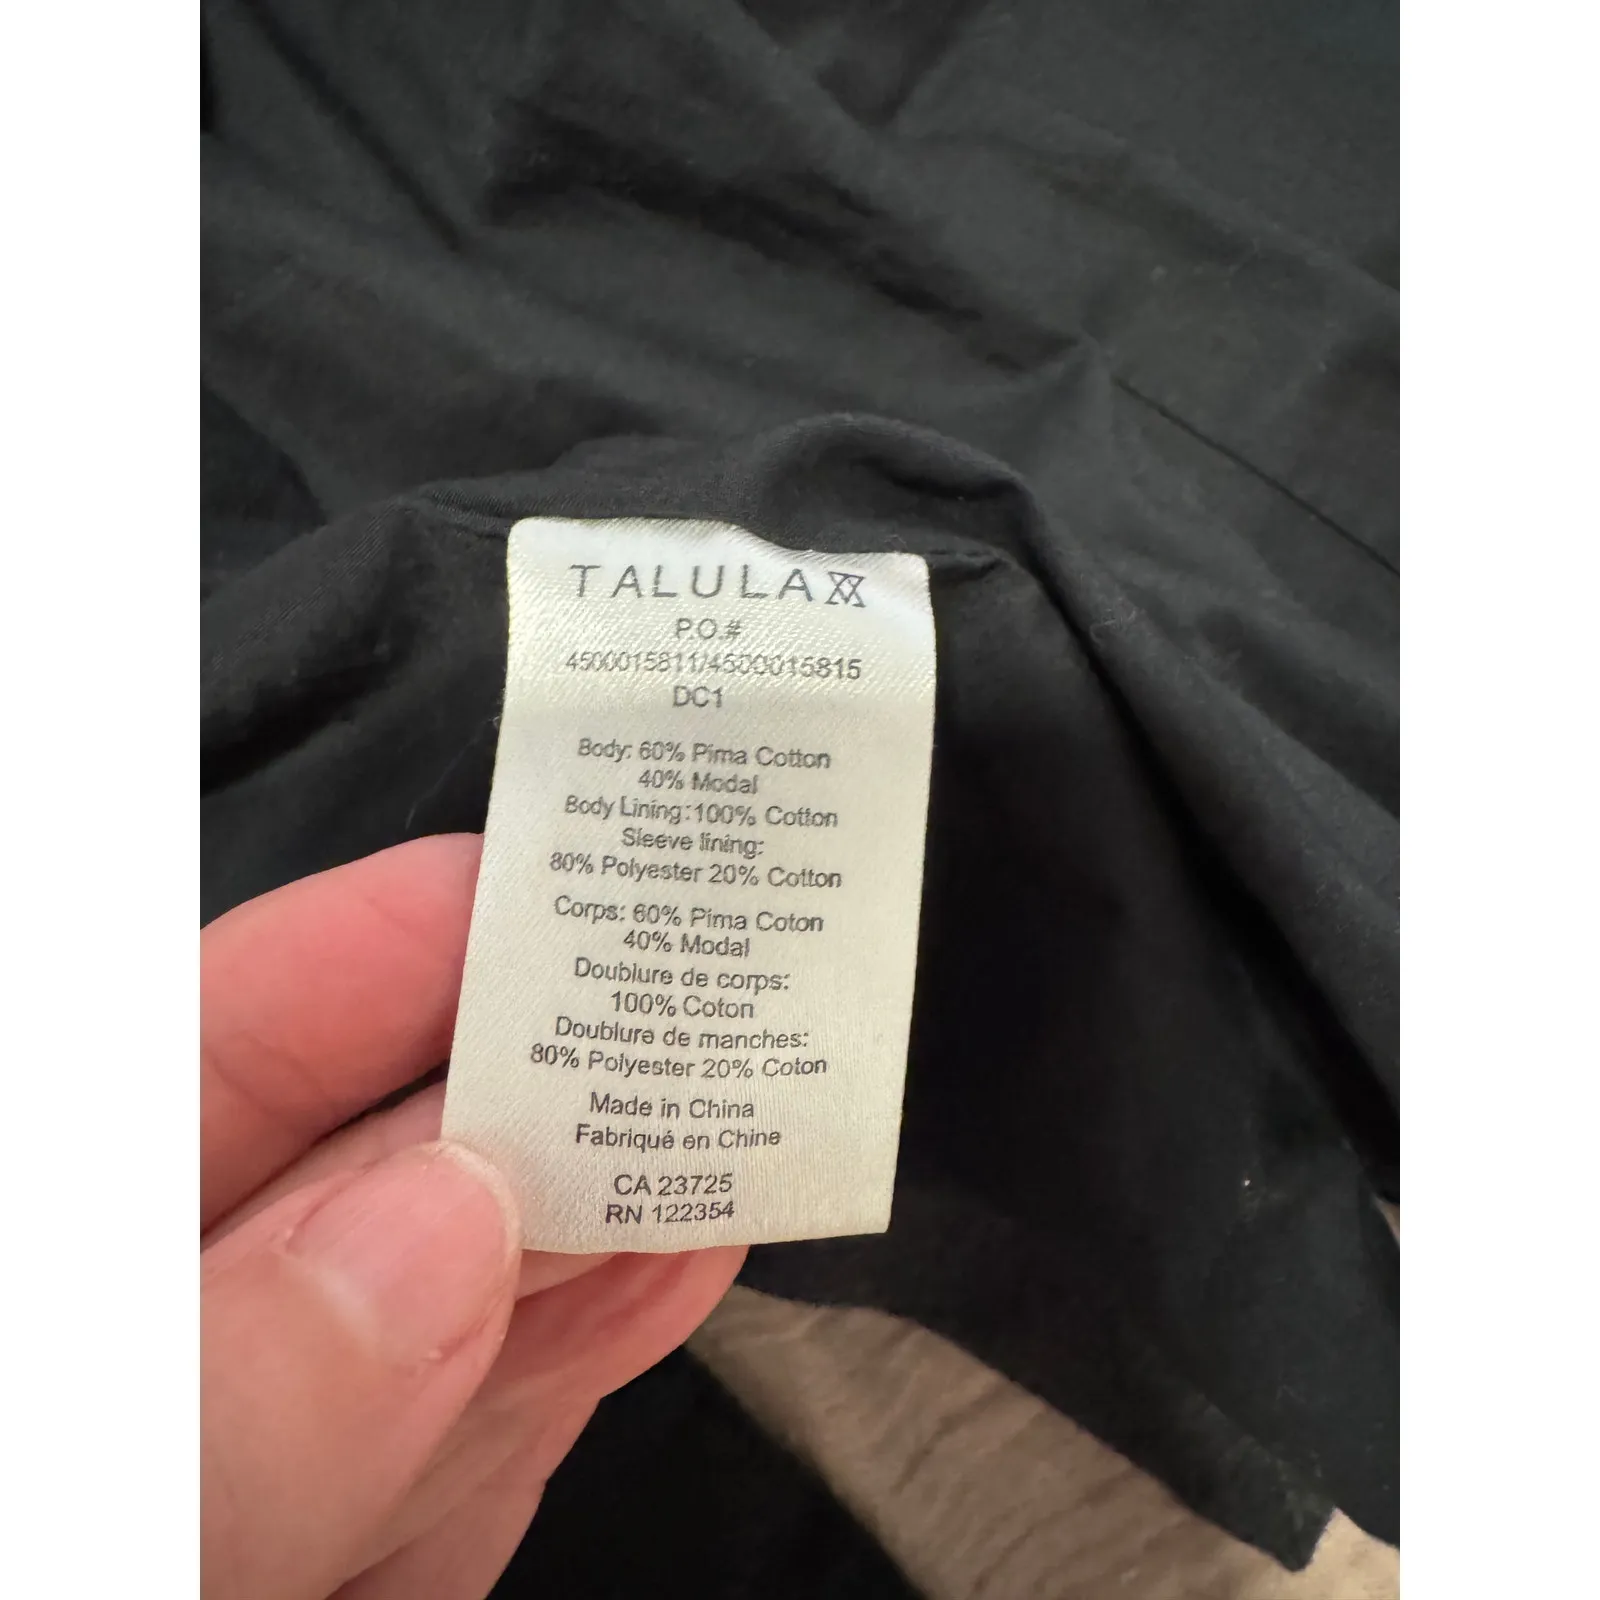 TALULA
P.O.#
4500015811/4500015815
DC1
Body: 60% Pima Cotton
40% Modal
Body Lining:100% Cotton
Sleeve lining:
80% Polyester 20% Cotton
Corps: 60% Pima Coton
40% Modal
Doublure de corps:
100% Coton
Doublure de manches:
80% Polyester 20% Coton
Made in China
Fabriqué en Chine
CA 23725
RN 122354